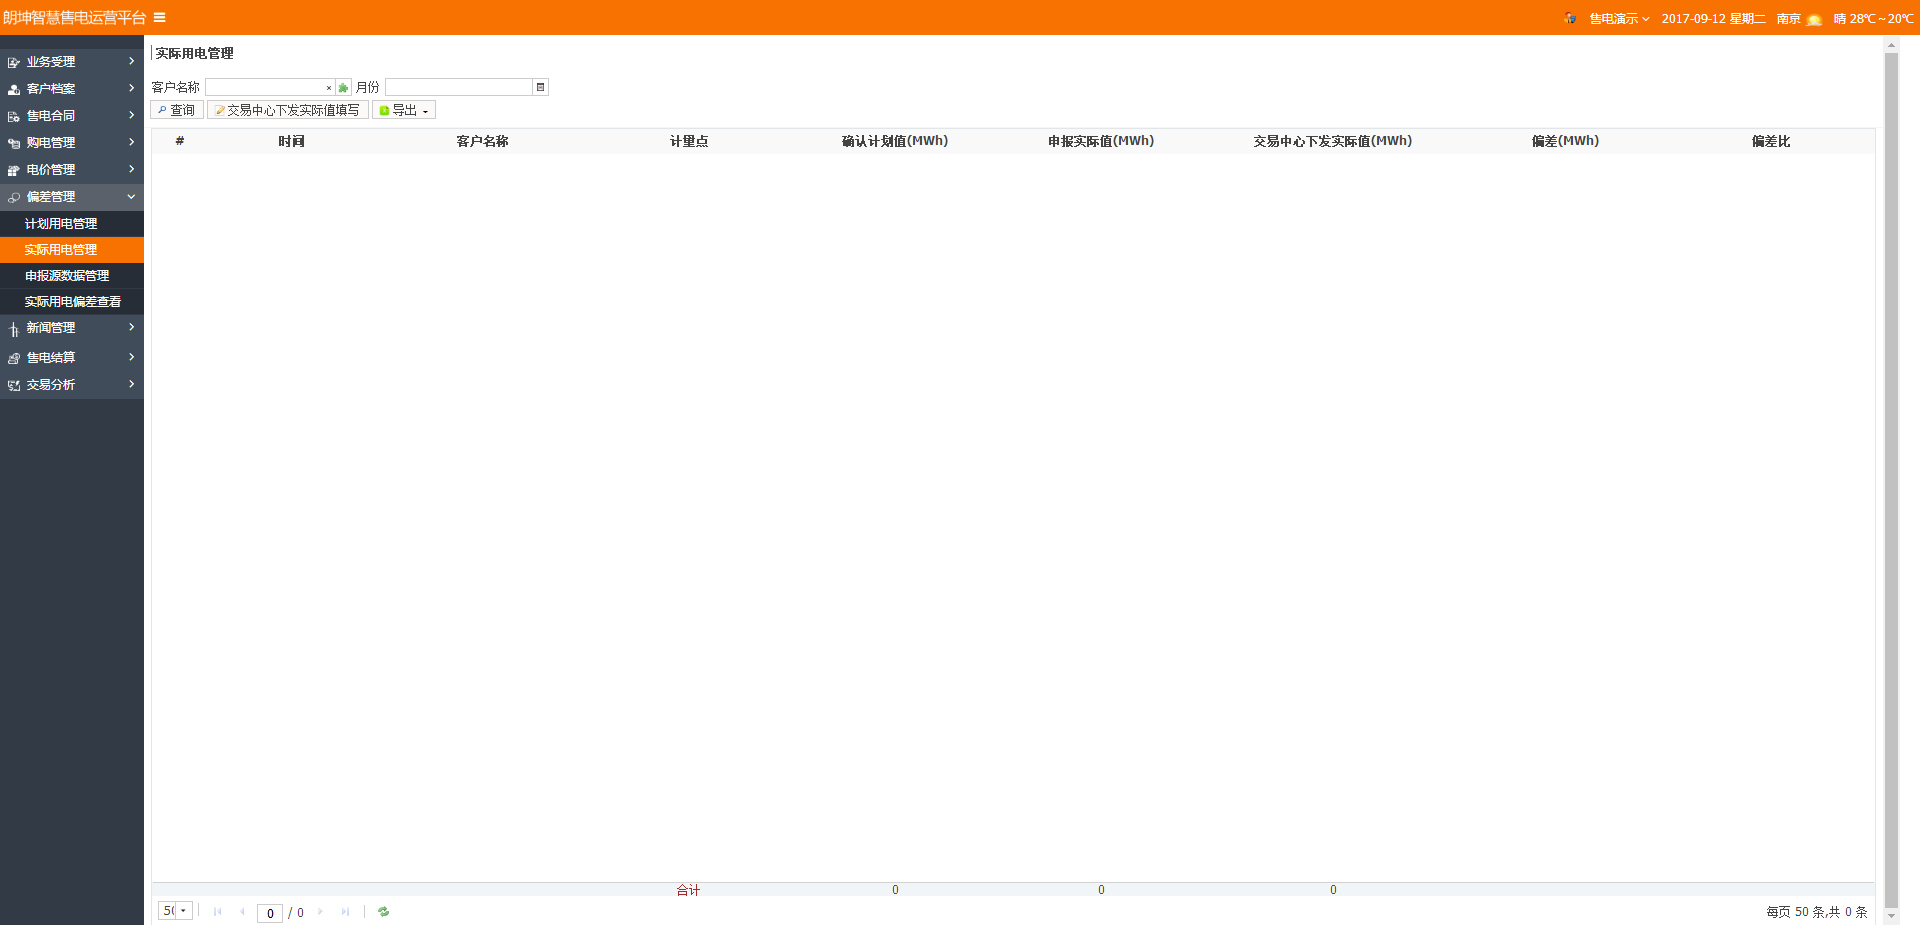 朗坤智慧售电运营平台
售电演示 2017-09-12 星期二 南京 晴 28℃~20℃
业务受理
客户档案
售电合同
购电管理
电价管理
偏差管理
计划用电管理
实际用电管理
申报源数据管理
实际用电偏差查看
新闻管理
售电结算
交易分析
实际用电管理
客户名称 × 月份
查询 交易中心下发实际值填写 导出
# 时间 客户名称 计量点 确认计划值(MWh) 申报实际值(MWh) 交易中心下发实际值(MWh) 偏差(MWh) 偏差比
合计 0 0 0
50 0 / 0 每页 50 条,共 0 条